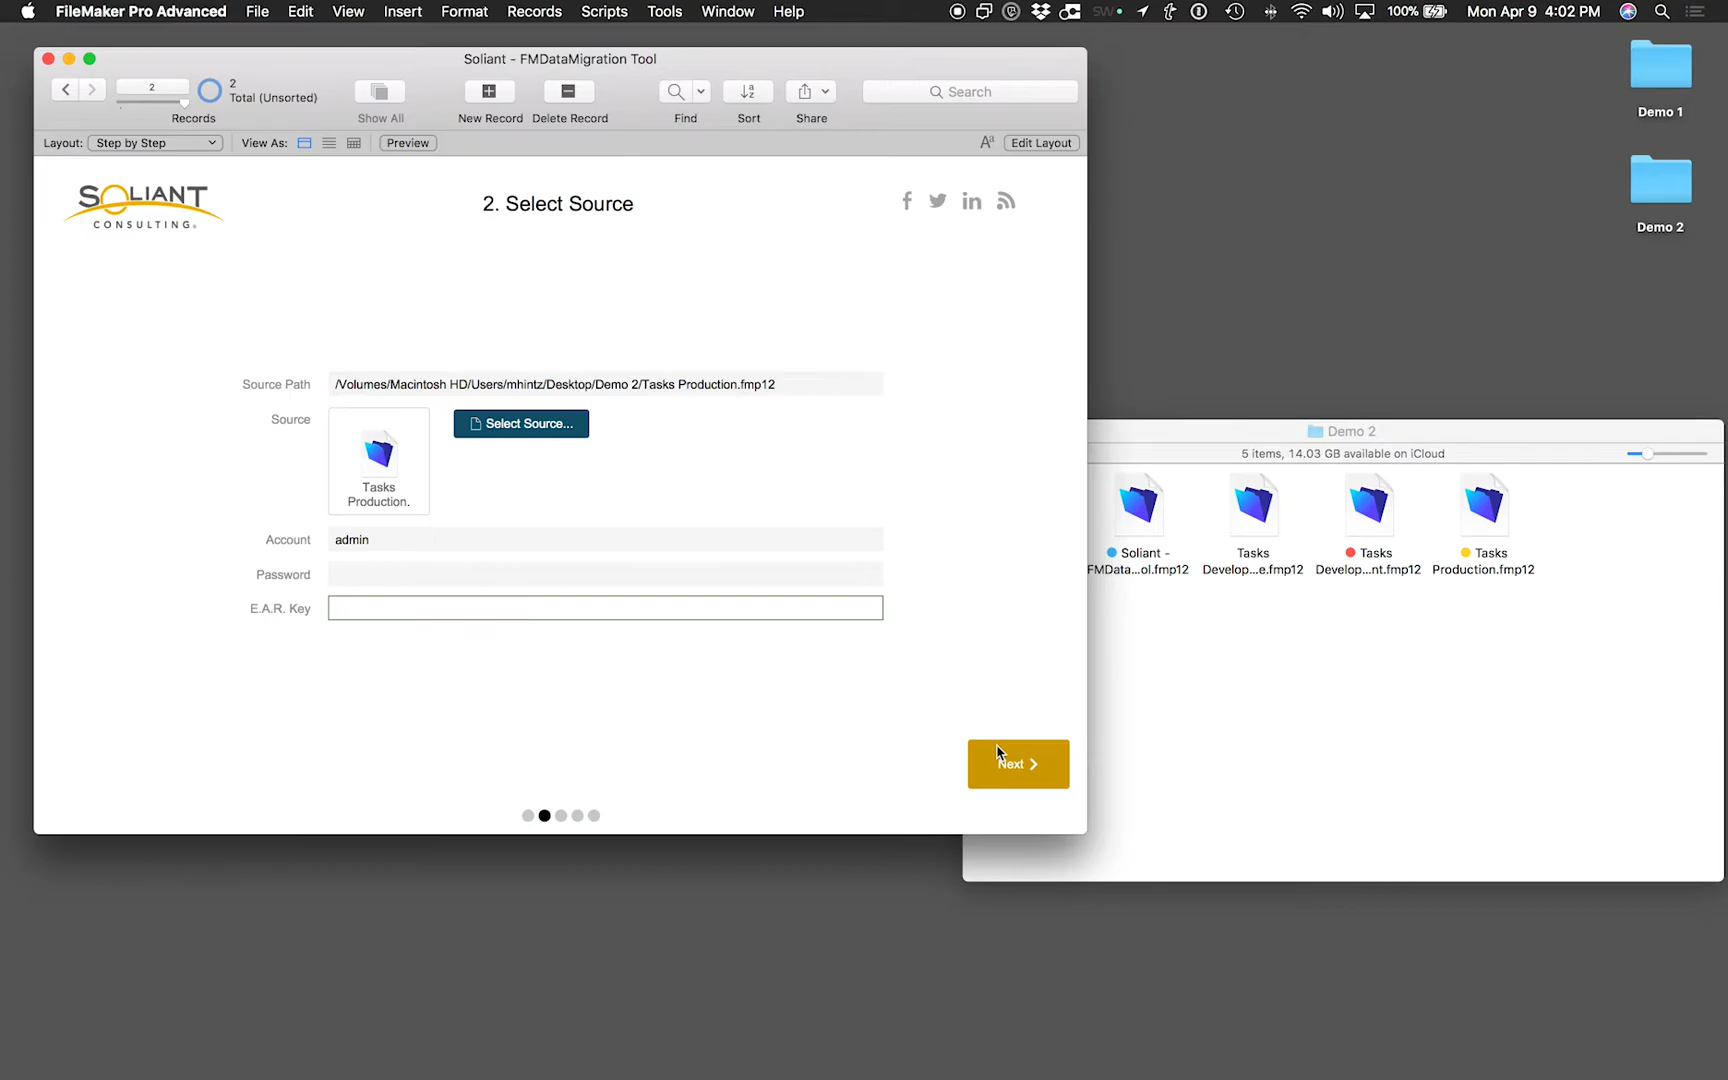 FileMaker Pro Advanced File Edit View Insert Format Records Scripts Tools Window Help
100% Mon Apr 9 4:02 PM
Soliant - FMDataMigration Tool
2
2
Total (Unsorted)
Search
Records Show All New Record Delete Record Find Sort Share
Layout: Step by Step View As: Preview Edit Layout
SOLIANT
CONSULTING.
2. Select Source
Source Path /Volumes/Macintosh HD/Users/mhintz/Desktop/Demo 2/Tasks Production.fmp12
Source Select Source...
Tasks
Production.
Account admin
Password
E.A.R. Key
Next
Demo 1
Demo 2
Demo 2
5 items, 14.03 GB available on iCloud
Soliant -
FMData...ol.fmp12
Tasks
Develop...e.fmp12
Tasks
Develop...nt.fmp12
Tasks
Production.fmp12